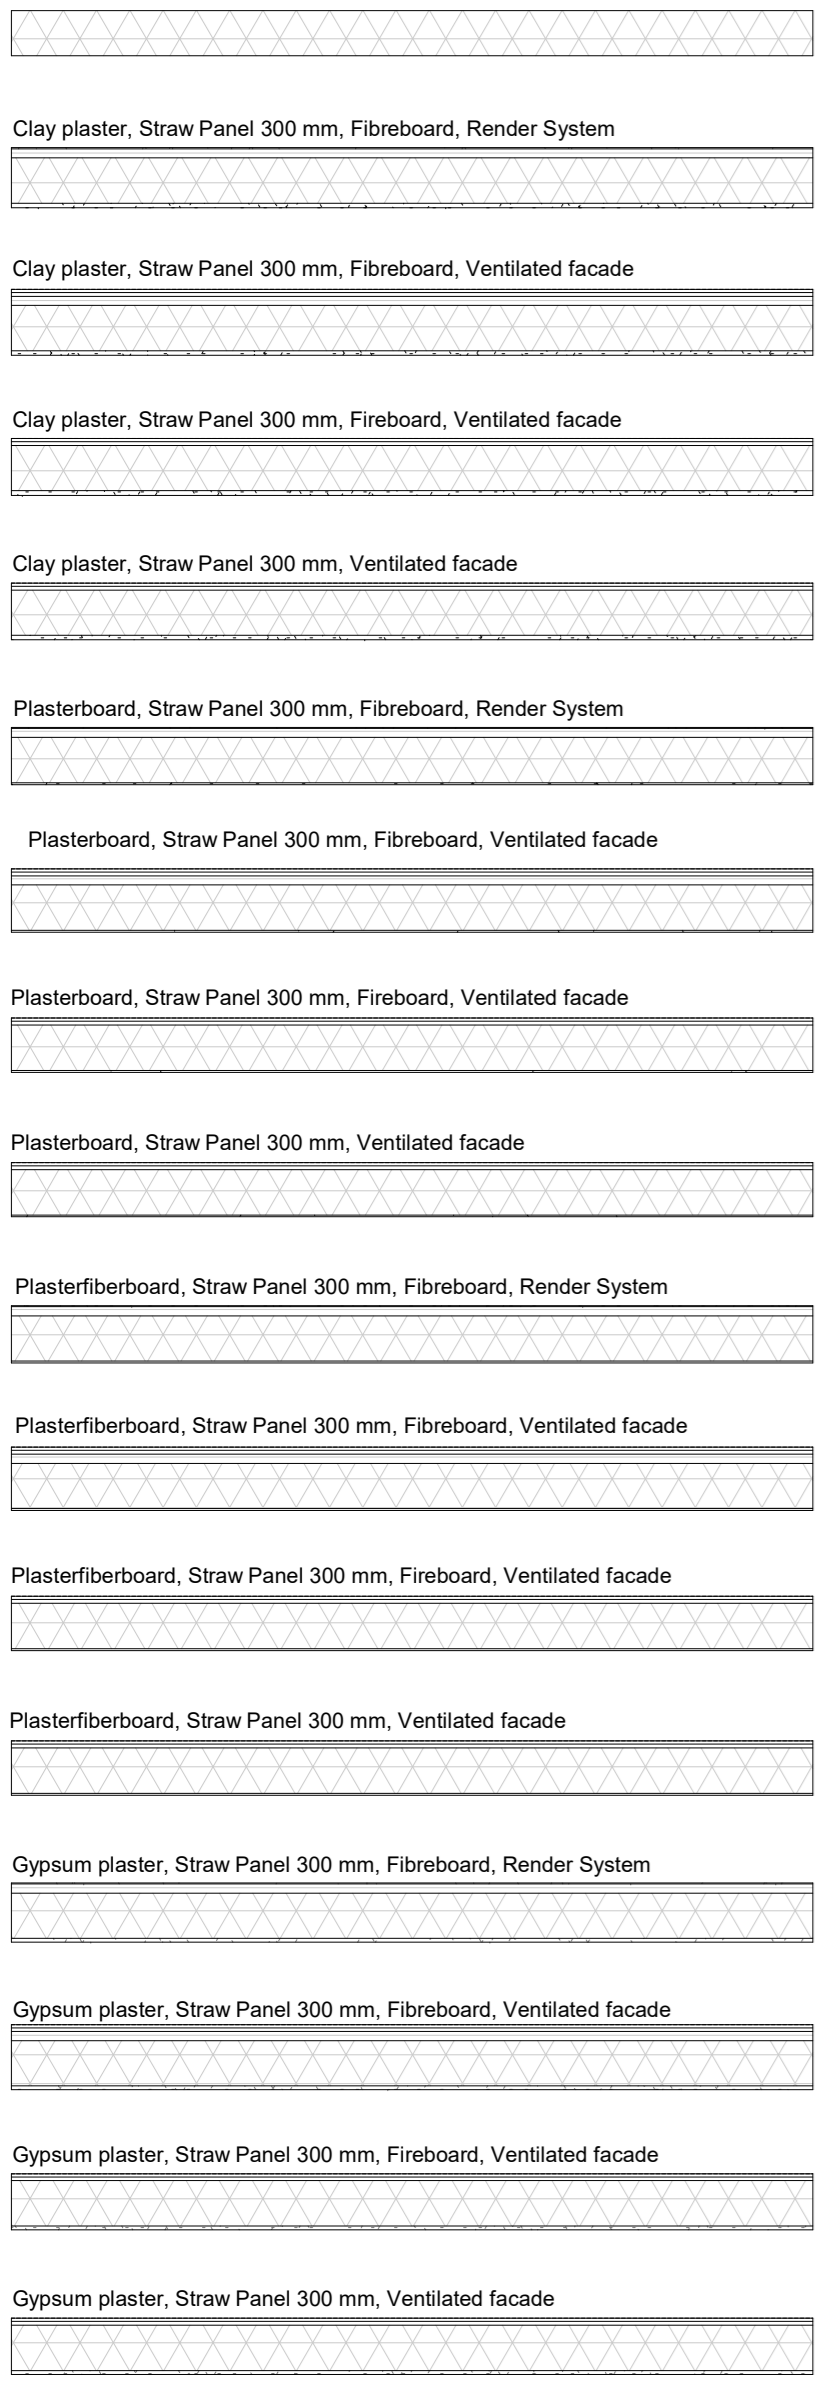 Clay plaster, Straw Panel 300 mm, Fibreboard, Render System
Clay plaster, Straw Panel 300 mm, Fibreboard, Ventilated facade
Clay plaster, Straw Panel 300 mm, Fireboard, Ventilated facade
Clay plaster, Straw Panel 300 mm, Ventilated facade
Plasterboard, Straw Panel 300 mm, Fibreboard, Render System
Plasterboard, Straw Panel 300 mm, Fibreboard, Ventilated facade
Plasterboard, Straw Panel 300 mm, Fireboard, Ventilated facade
Plasterboard, Straw Panel 300 mm, Ventilated facade
Plasterfiberboard, Straw Panel 300 mm, Fibreboard, Render System
Plasterfiberboard, Straw Panel 300 mm, Fibreboard, Ventilated facade
Plasterfiberboard, Straw Panel 300 mm, Fireboard, Ventilated facade
Plasterfiberboard, Straw Panel 300 mm, Ventilated facade
Gypsum plaster, Straw Panel 300 mm, Fibreboard, Render System
Gypsum plaster, Straw Panel 300 mm, Fibreboard, Ventilated facade
Gypsum plaster, Straw Panel 300 mm, Fireboard, Ventilated facade
Gypsum plaster, Straw Panel 300 mm, Ventilated facade